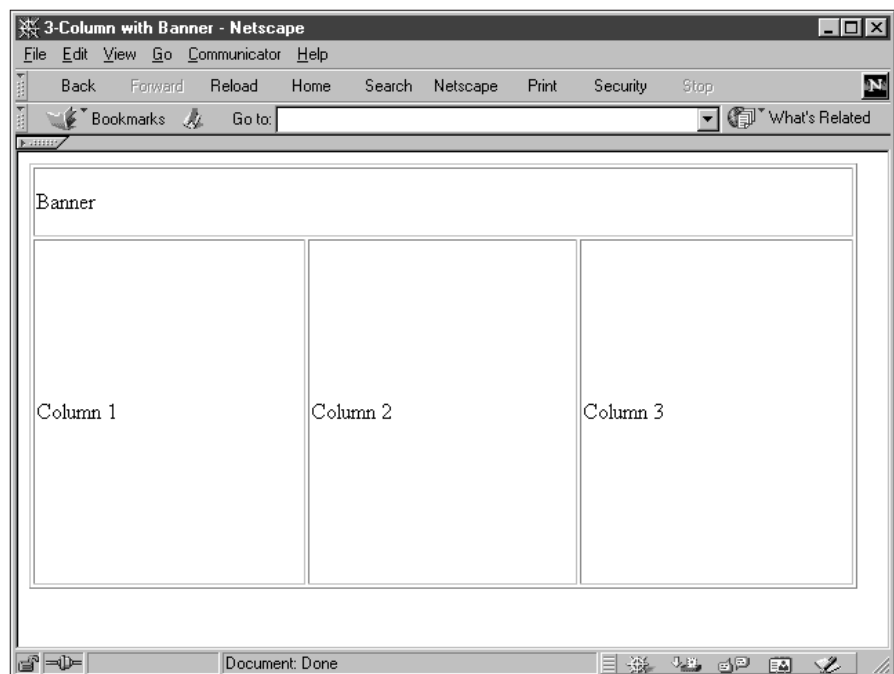 3-Column with Banner - Netscape
File Edit View Go Communicator Help
Back Forward Reload Home Search Netscape Print Security Stop N
Bookmarks Go to: What's Related
Banner
Column 1 Column 2 Column 3
Document: Done